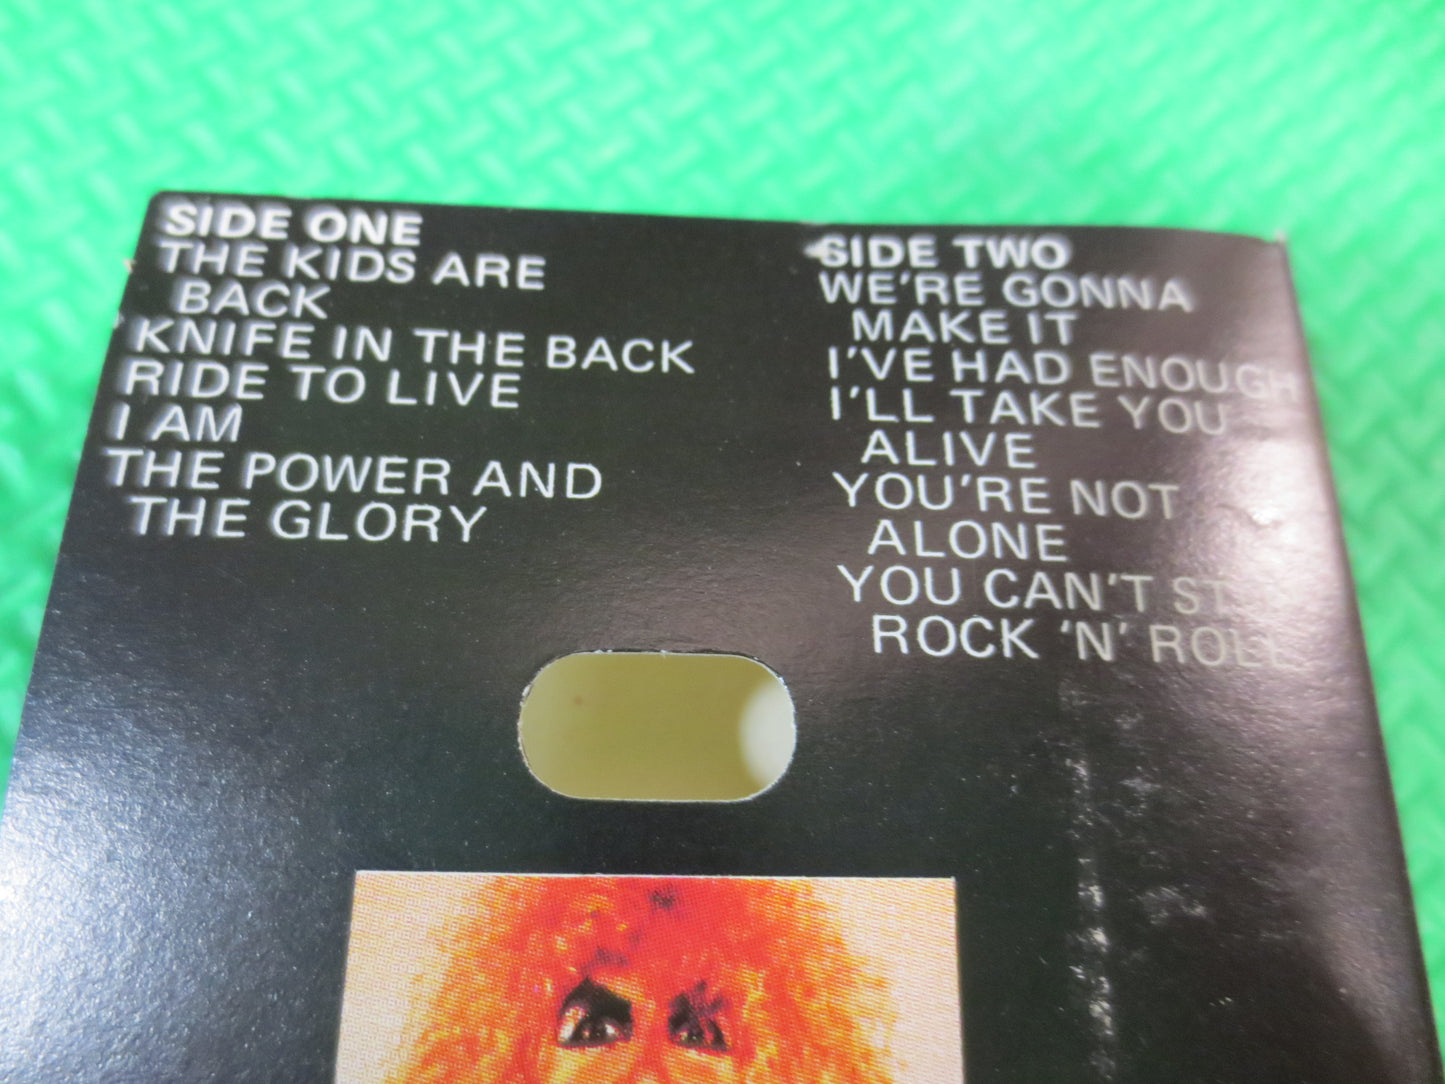 SIDE ONE
THE KIDS ARE
BACK
KNIFE IN THE BACK
RIDE TO LIVE
I AM
THE POWER AND
THE GLORY
SIDE TWO
WE'RE GONNA
MAKE IT
I'VE HAD ENOUGH
I'LL TAKE YOU
ALIVE
YOU'RE NOT
ALONE
YOU CAN'T
ROCK 'N' ROLL